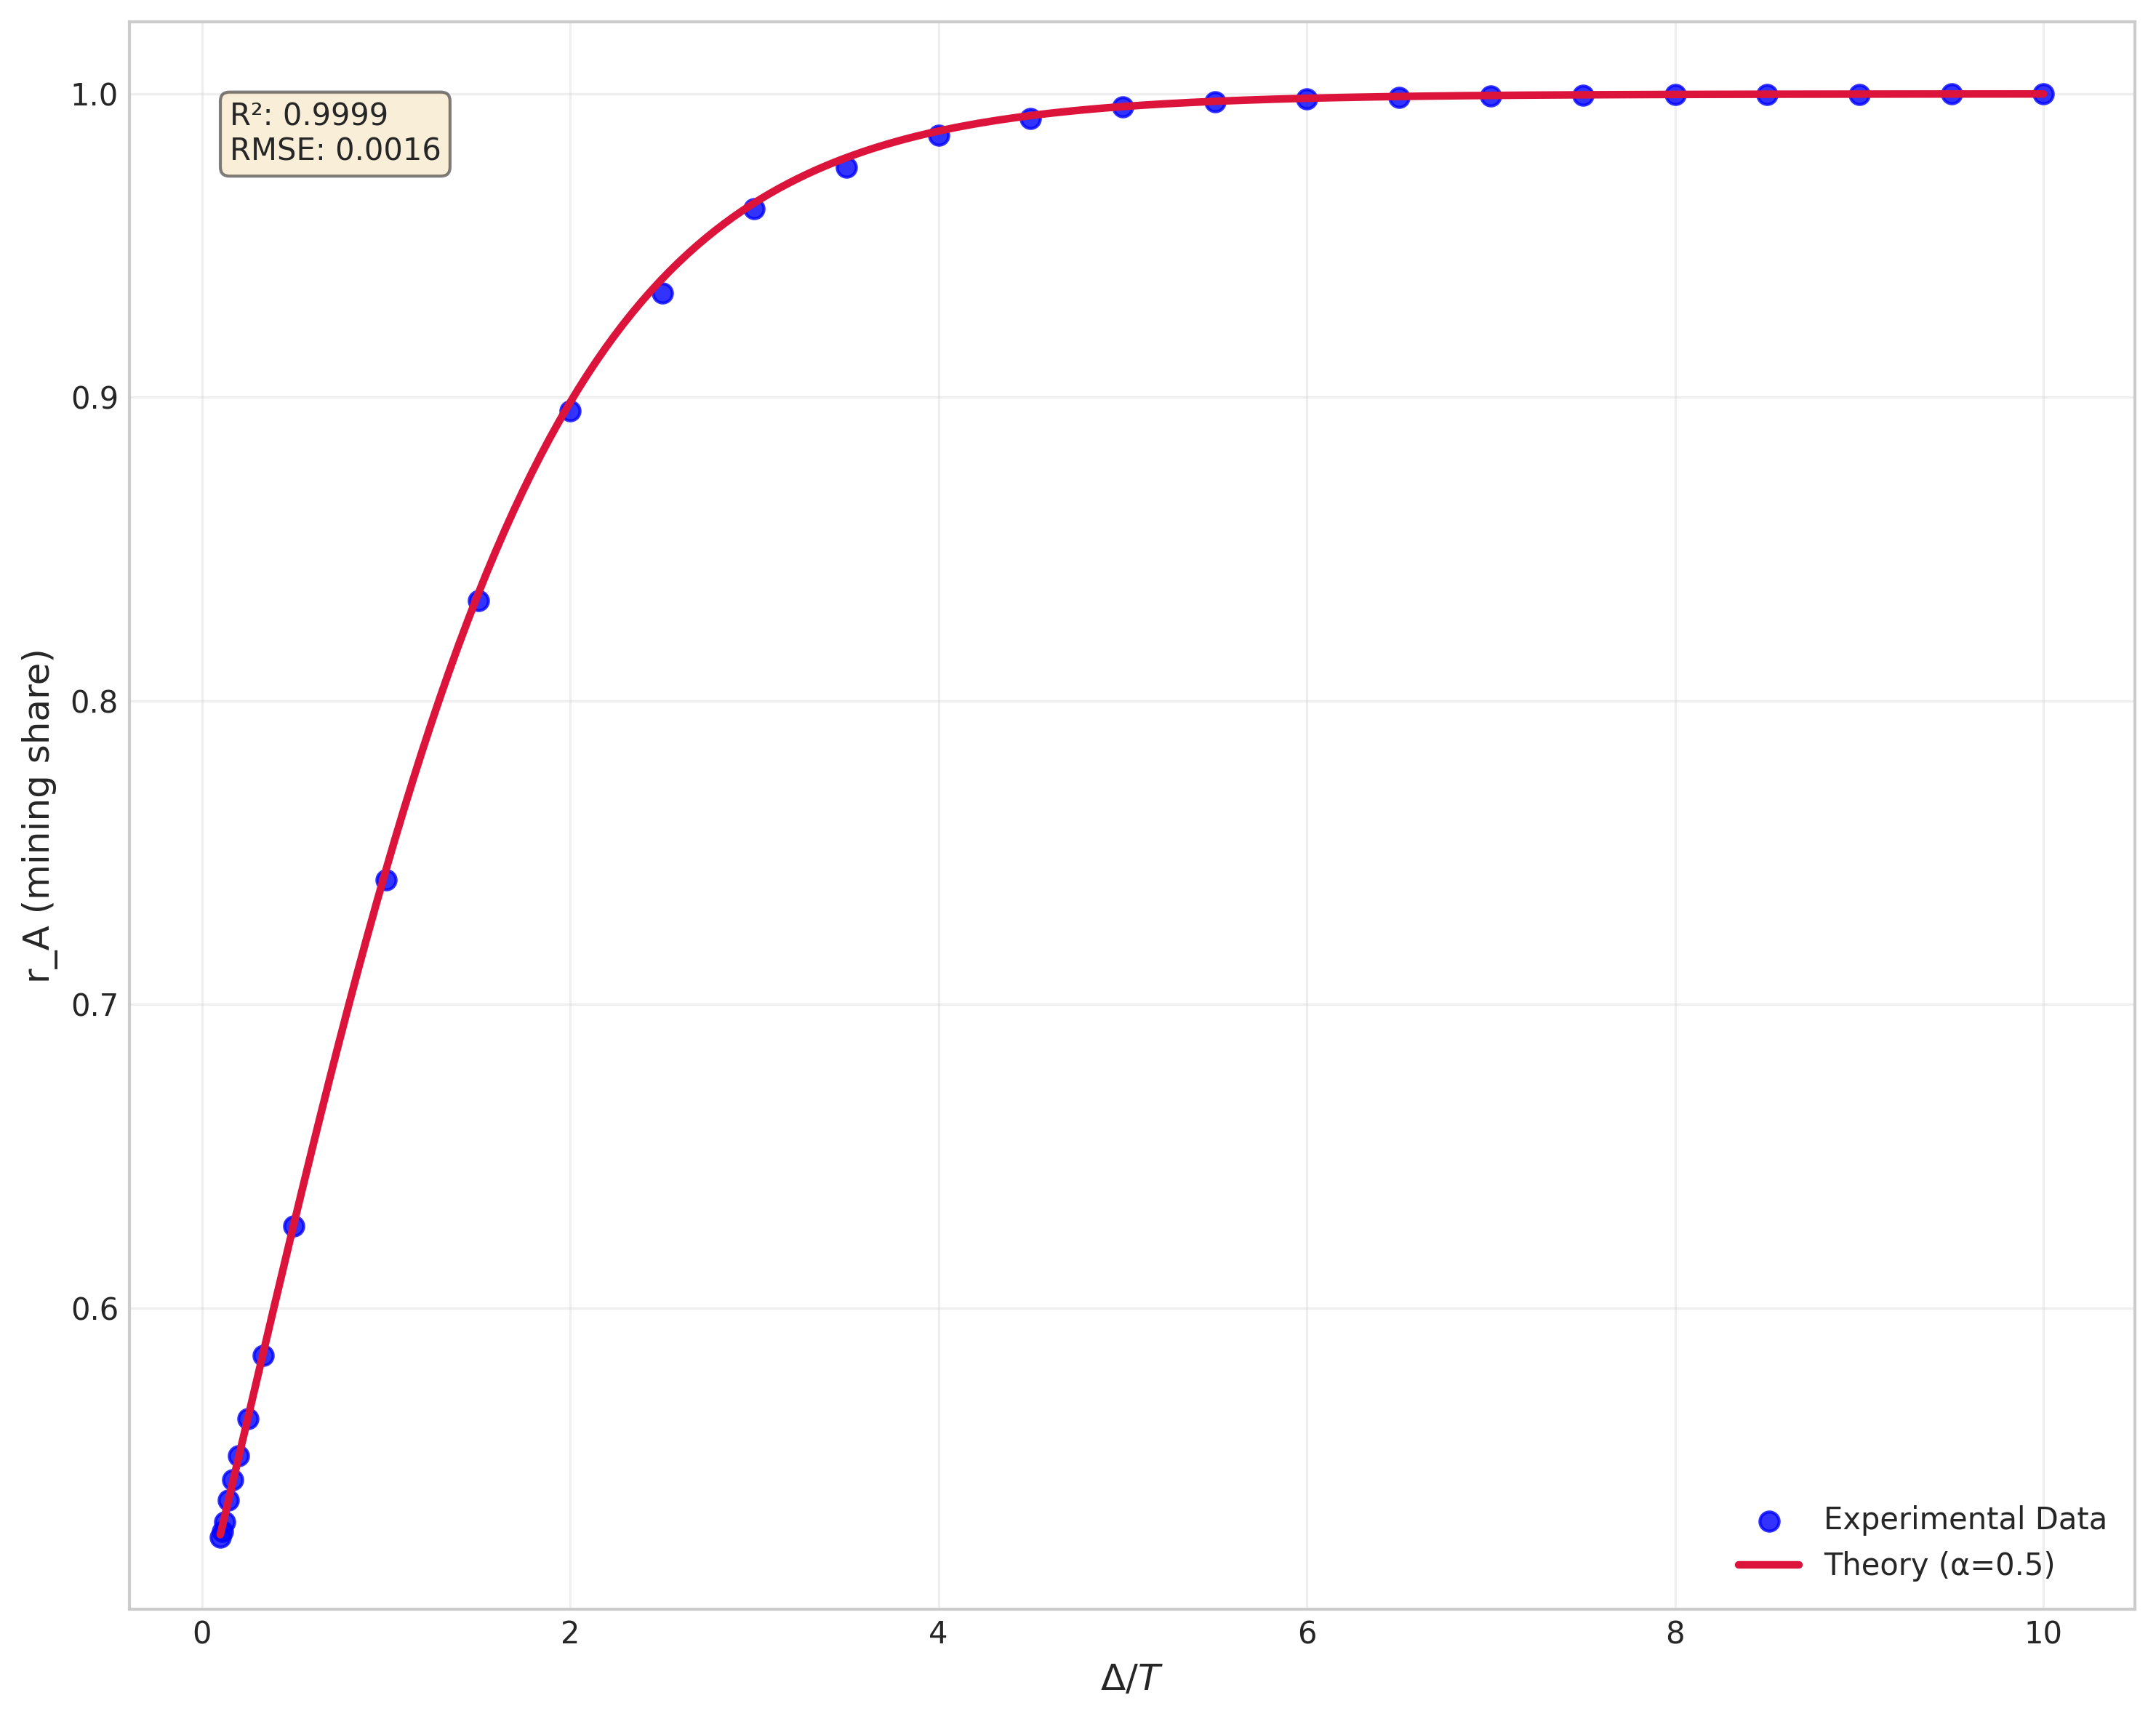 R²: 0.9999
RMSE: 0.0016
1.0
0.9
0.8
0.7
0.6
r_A (mining share)
0 2 4 6 8 10
Δ/T
Experimental Data
Theory (α=0.5)